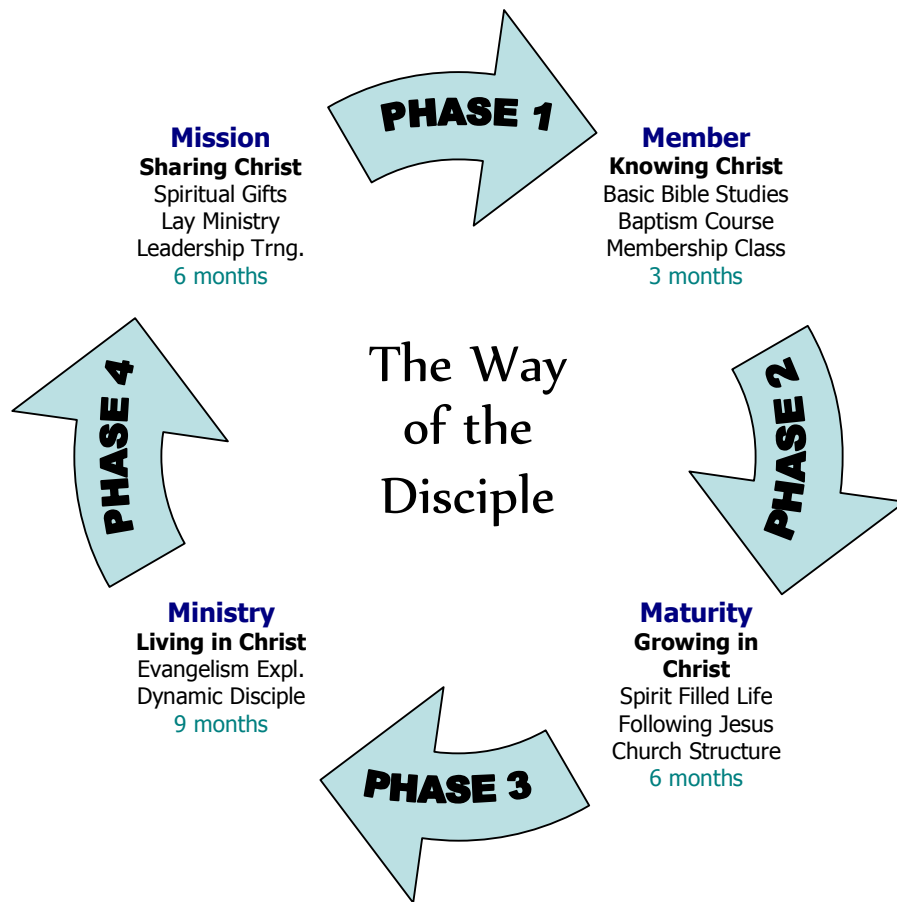 PHASE 1
Mission
Sharing Christ
Spiritual Gifts
Lay Ministry
Leadership Trng.
6 months
Member
Knowing Christ
Basic Bible Studies
Baptism Course
Membership Class
3 months
PHASE 2
The Way
of the
Disciple
PHASE 4
Maturity
Growing in
Christ
Spirit Filled Life
Following Jesus
Church Structure
6 months
PHASE 3
Ministry
Living in Christ
Evangelism Expl.
Dynamic Disciple
9 months